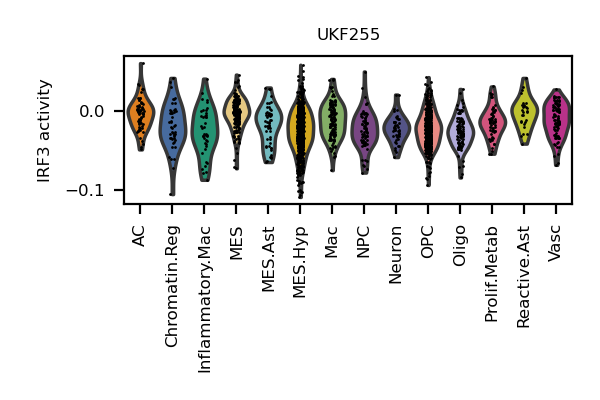 UKF255
IRF3 activity
0.0
−0.1
AC
Chromatin.Reg
Inflammatory.Mac
MES
MES.Ast
MES.Hyp
Mac
NPC
Neuron
OPC
Oligo
Prolif.Metab
Reactive.Ast
Vasc